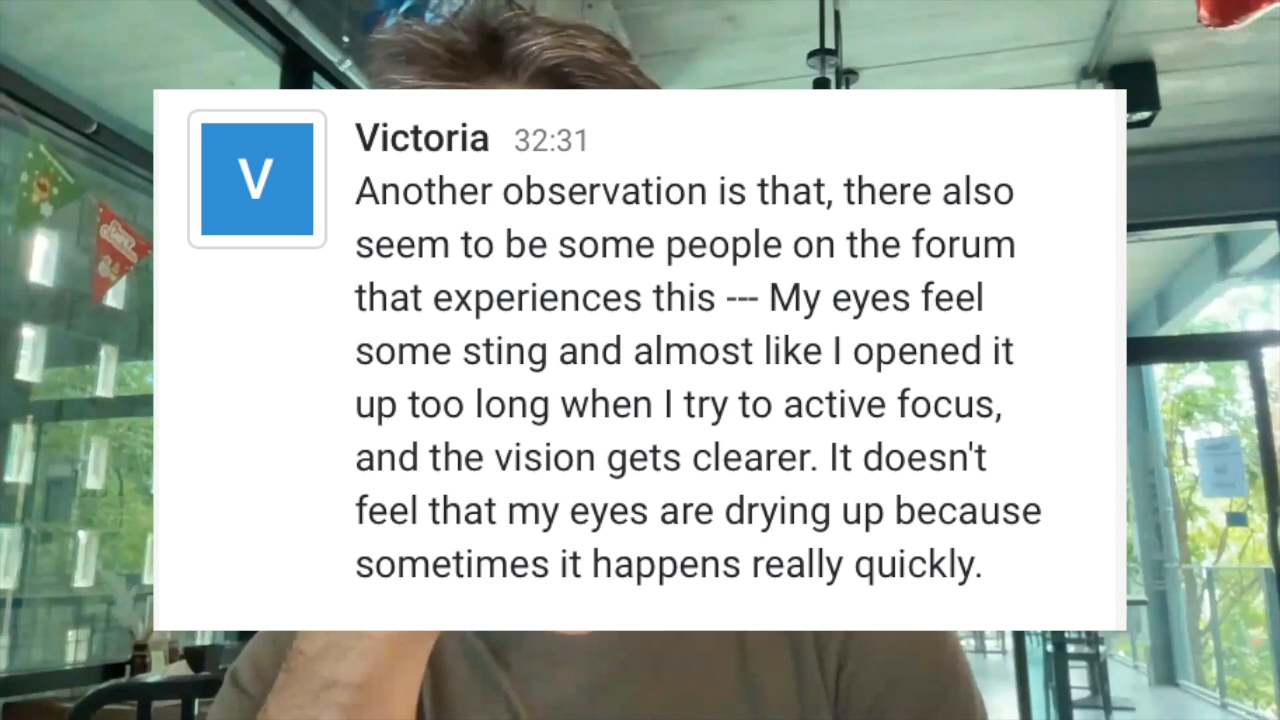 V
Victoria 32:31
Another observation is that, there also
seem to be some people on the forum
that experiences this --- My eyes feel
some sting and almost like I opened it
up too long when I try to active focus,
and the vision gets clearer. It doesn't
feel that my eyes are drying up because
sometimes it happens really quickly.